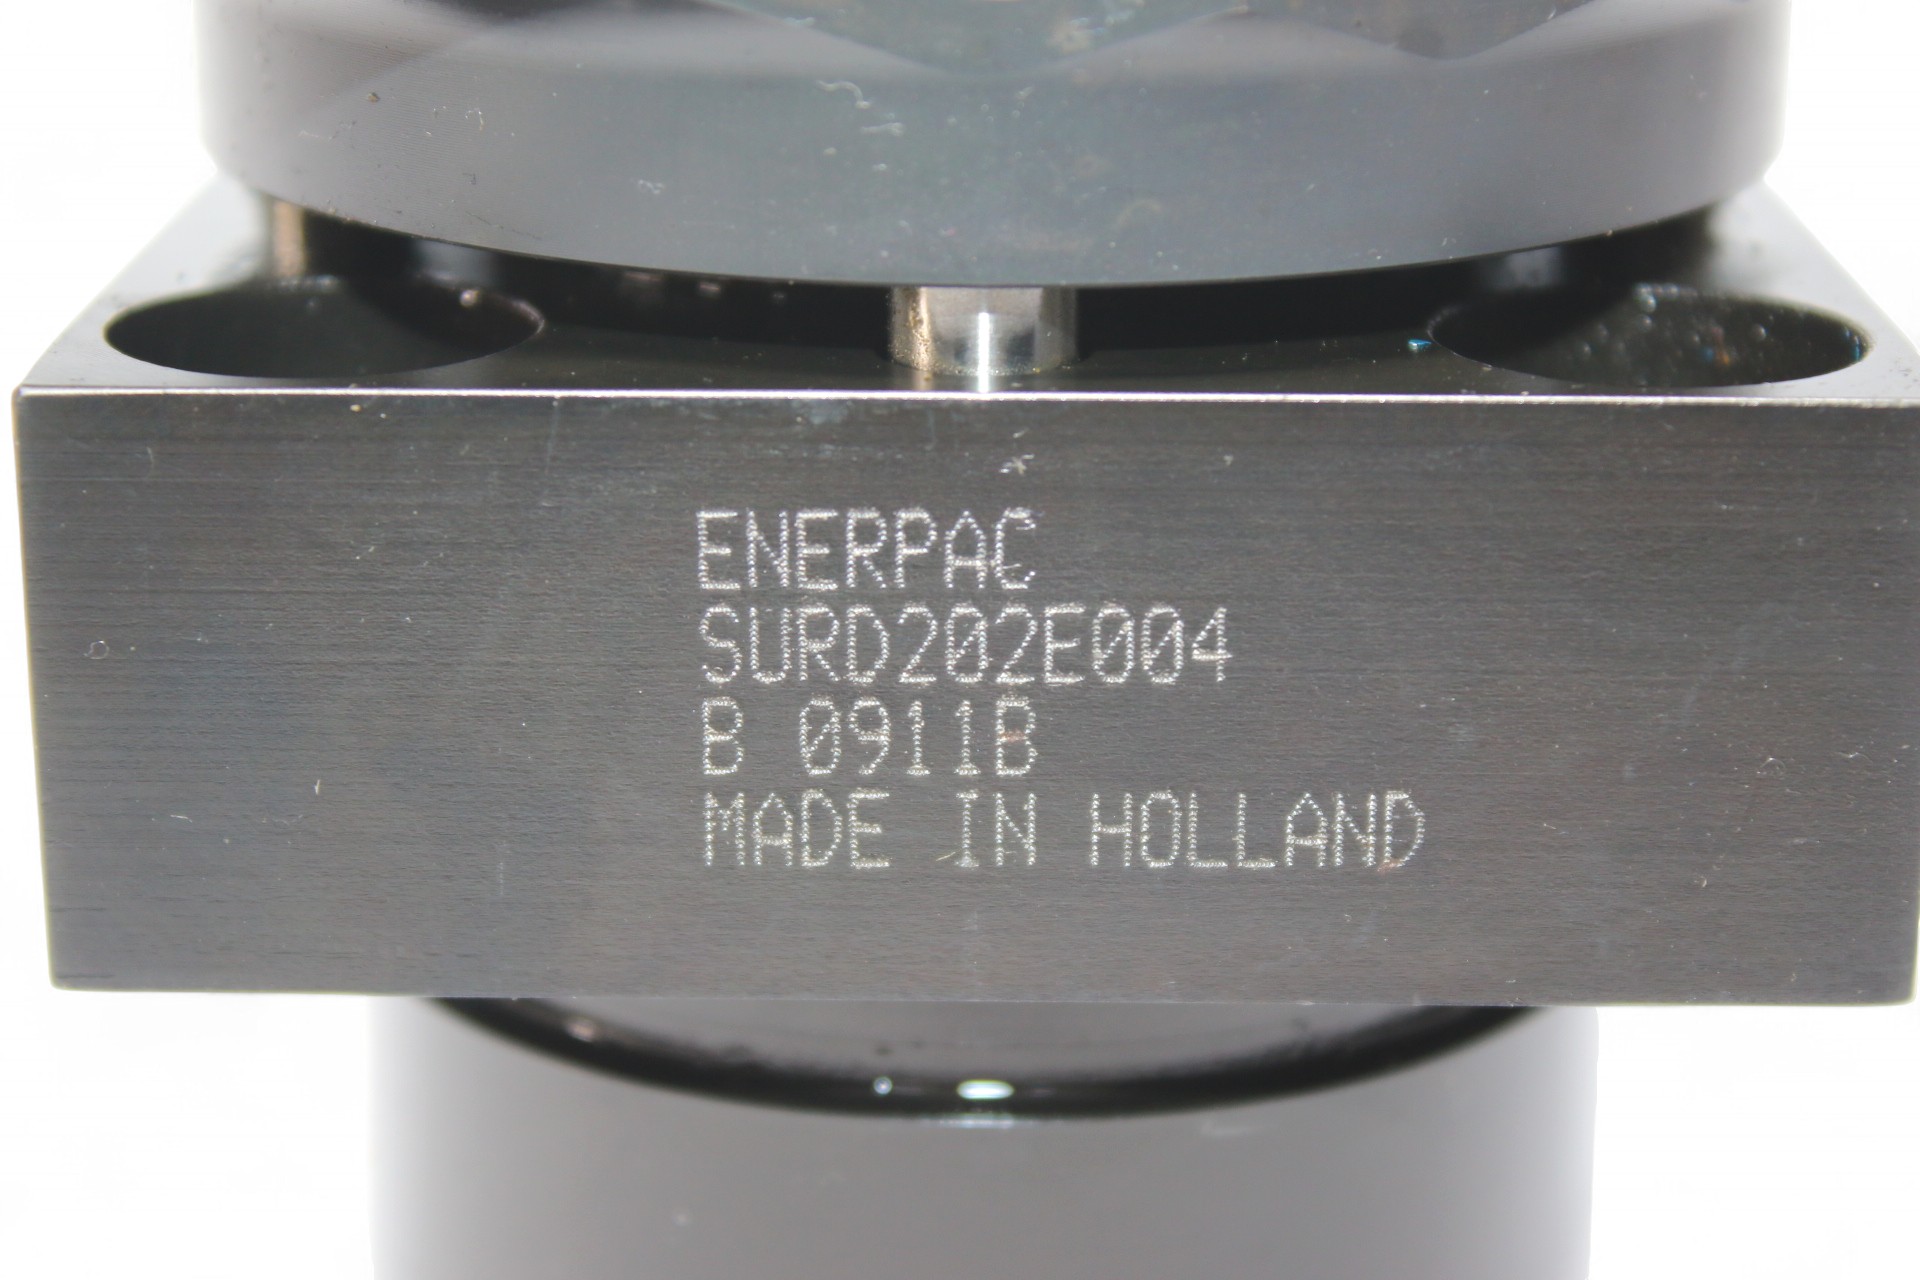 ENERPAC
SURD202E004
B 0911B
MADE IN HOLLAND